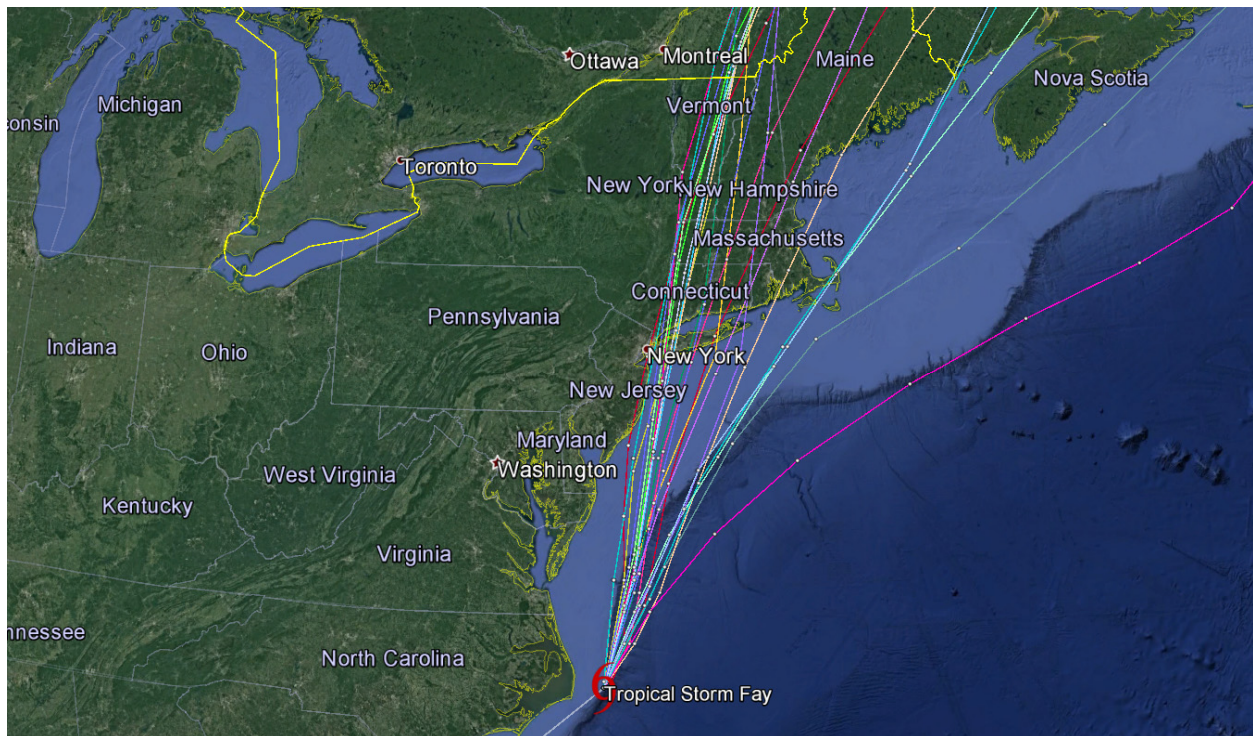 Ottawa
Montreal
Maine
Nova Scotia
Michigan
Vermont
consin
Toronto
New York
New Hampshire
Massachusetts
Connecticut
Pennsylvania
Indiana
Ohio
New York
New Jersey
Maryland
West Virginia
Washington
Kentucky
Virginia
nnessee
North Carolina
Tropical Storm Fay